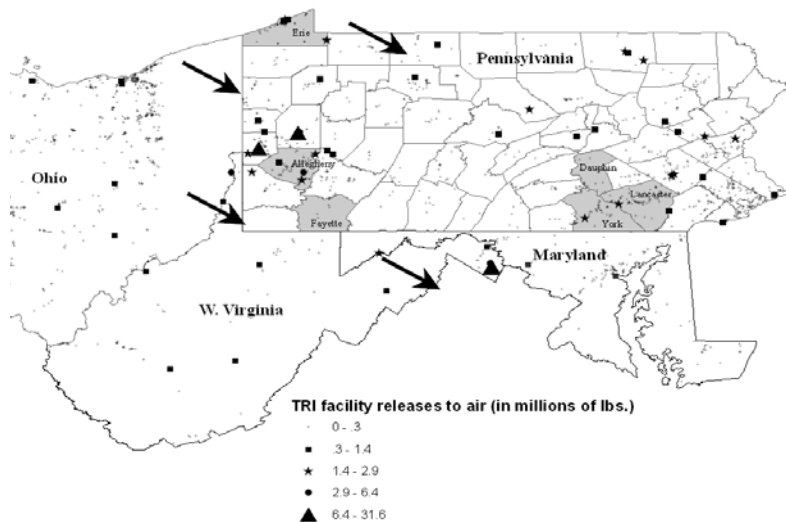 Erie
Pennsylvania
Ohio
Allegheny
Dauphin
Lancaster
Fayette
York
Maryland
W. Virginia
TRI facility releases to air (in millions of lbs.)
0 - .3
.3 - 1.4
1.4 - 2.9
2.9 - 6.4
6.4 - 31.6